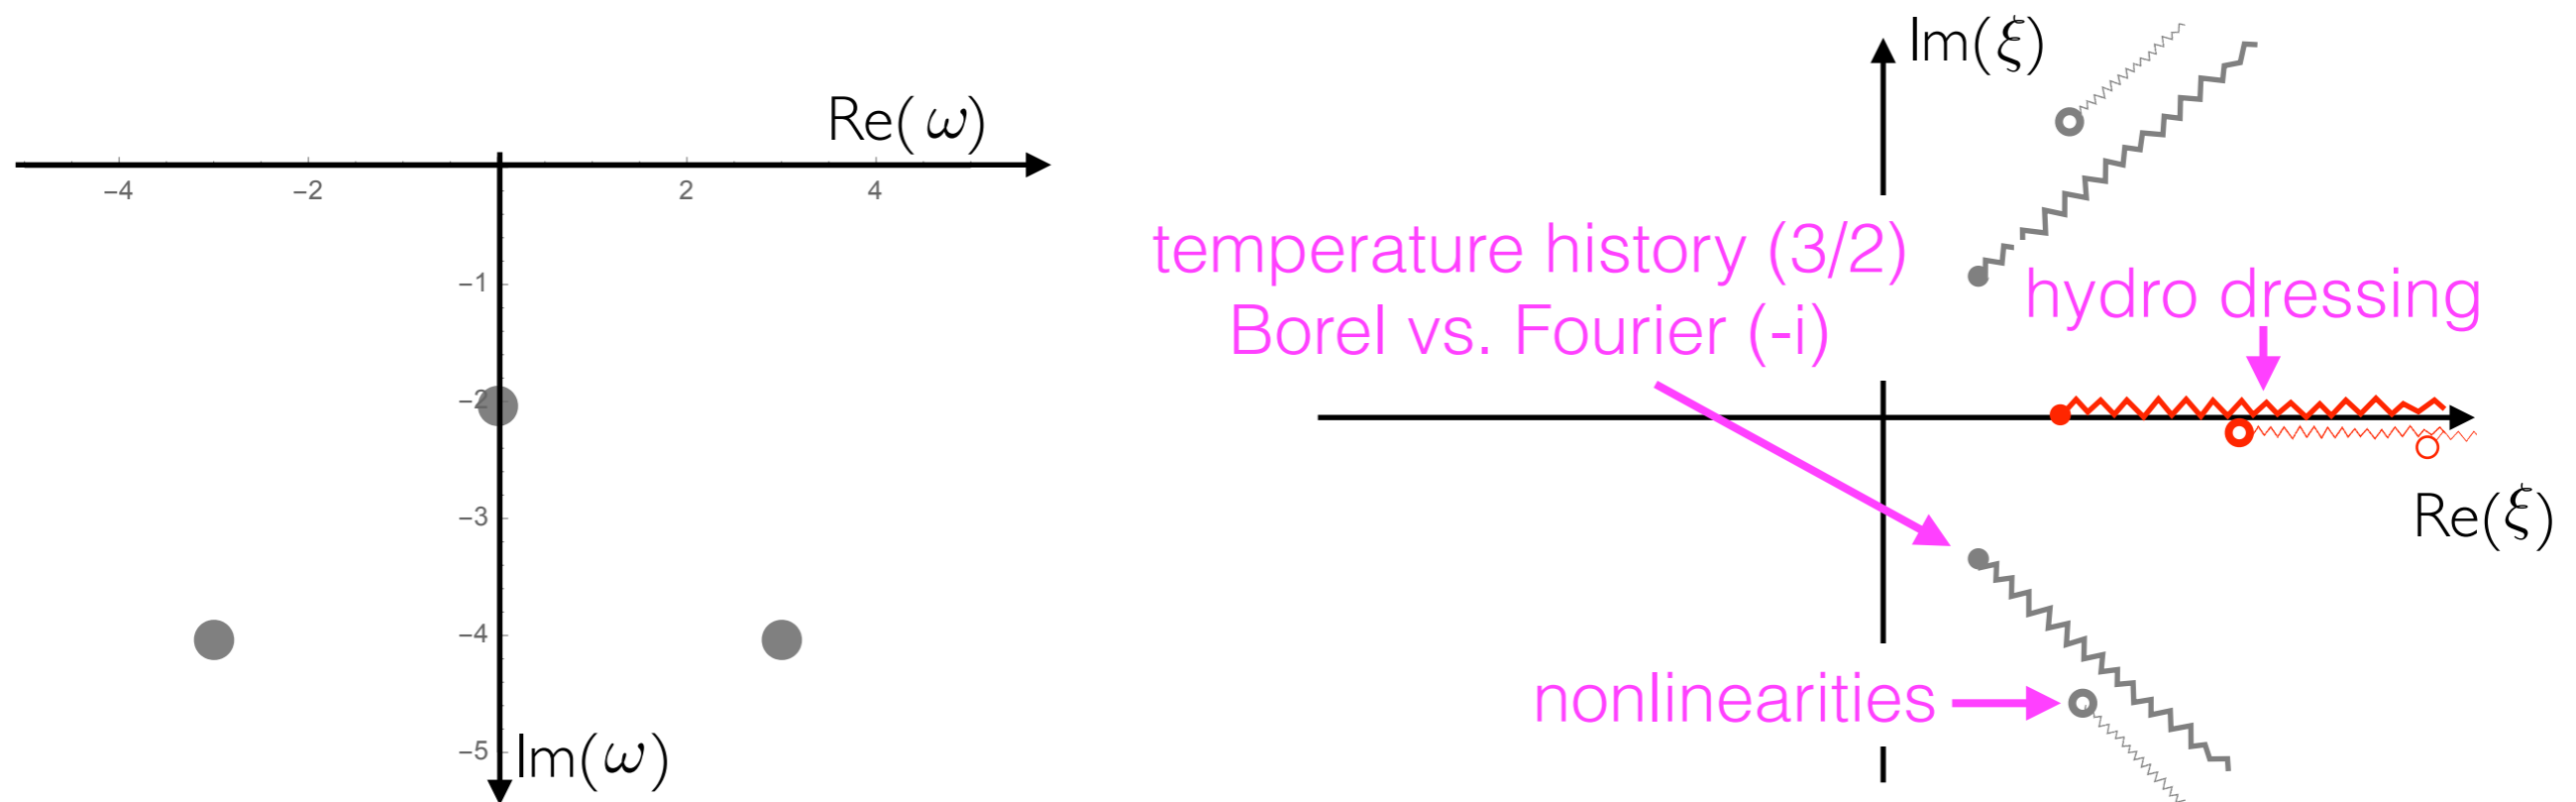 Re(ω)
−4
−2
2
4
−1
−2
−3
−4
−5
Im(ω)
Im(ξ)
temperature history (3/2)
Borel vs. Fourier (-i)
hydro dressing
Re(ξ)
nonlinearities